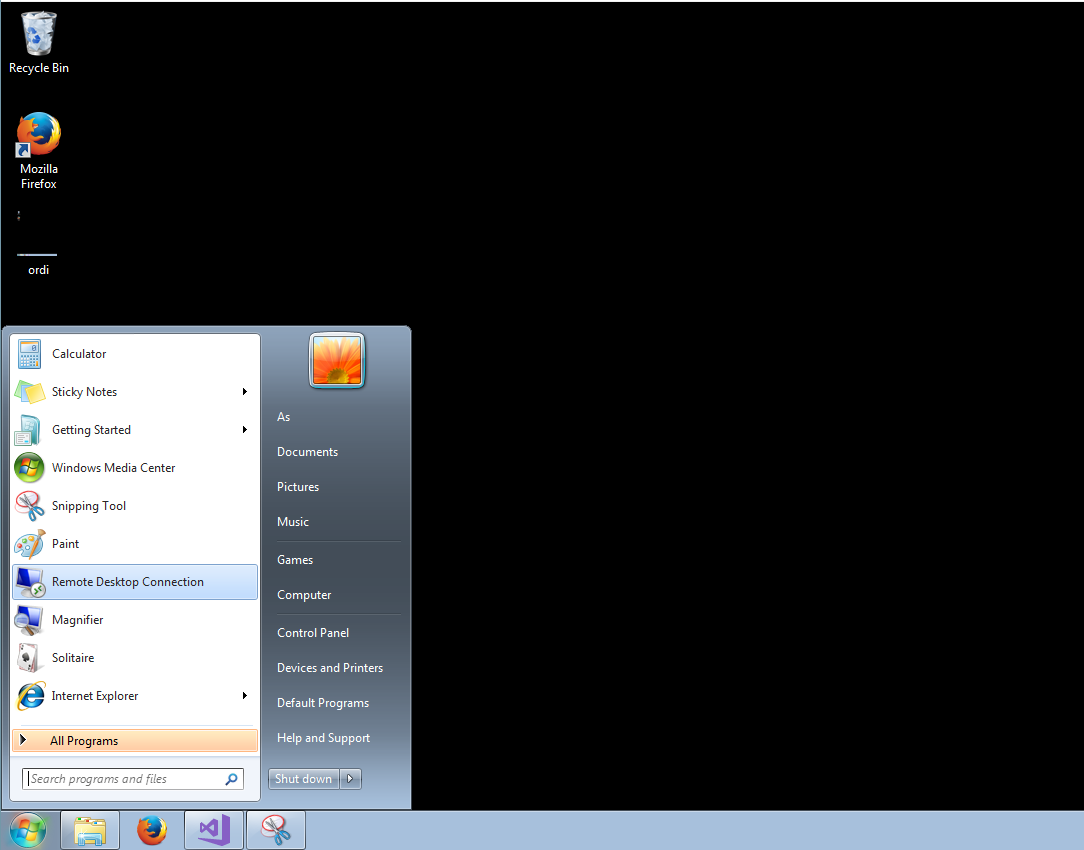 Recycle Bin
Mozilla
Firefox
ordi
Calculator
Sticky Notes
Getting Started
Windows Media Center
Snipping Tool
Paint
Remote Desktop Connection
Magnifier
Solitaire
Internet Explorer
All Programs
Search programs and files
As
Documents
Pictures
Music
Games
Computer
Control Panel
Devices and Printers
Default Programs
Help and Support
Shut down